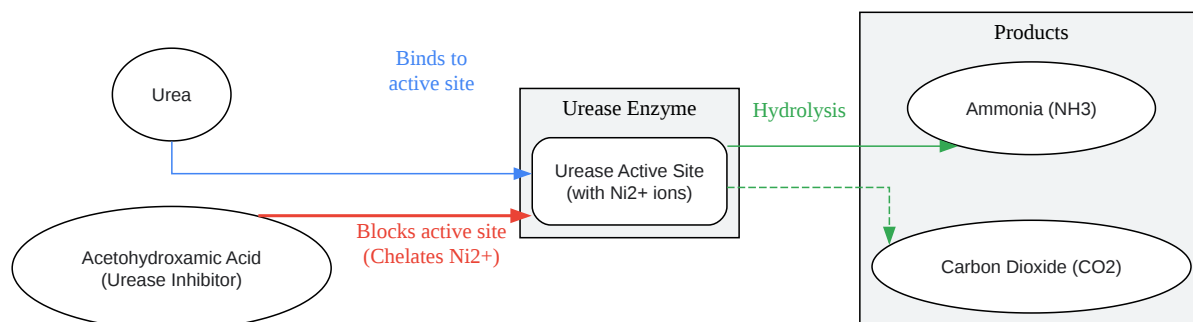 Products
Binds to
active site
Urea
Urease Enzyme
Hydrolysis
Ammonia (NH3)
Urease Active Site
(with Ni2+ ions)
Blocks active site
(Chelates Ni2+)
Acetohydroxamic Acid
(Urease Inhibitor)
Carbon Dioxide (CO2)